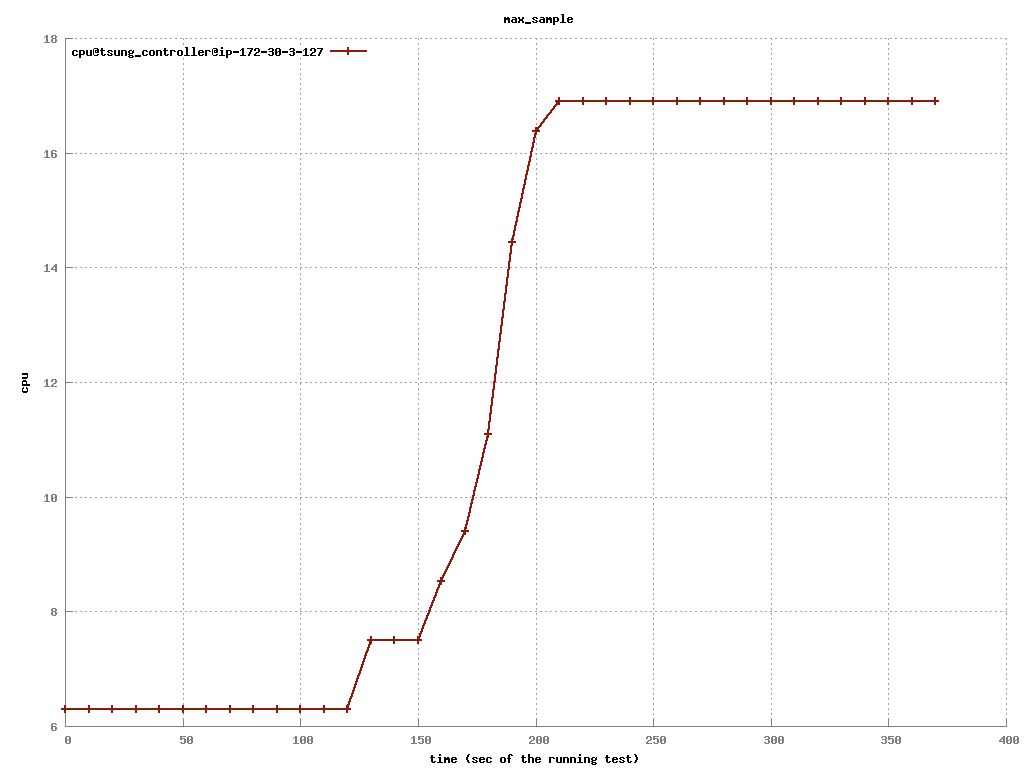 max_sample
cpu@tsung_controller@ip-172-30-3-127
18
16
14
12
10
8
6
cpu
0 50 100 150 200 250 300 350 400
time (sec of the running test)